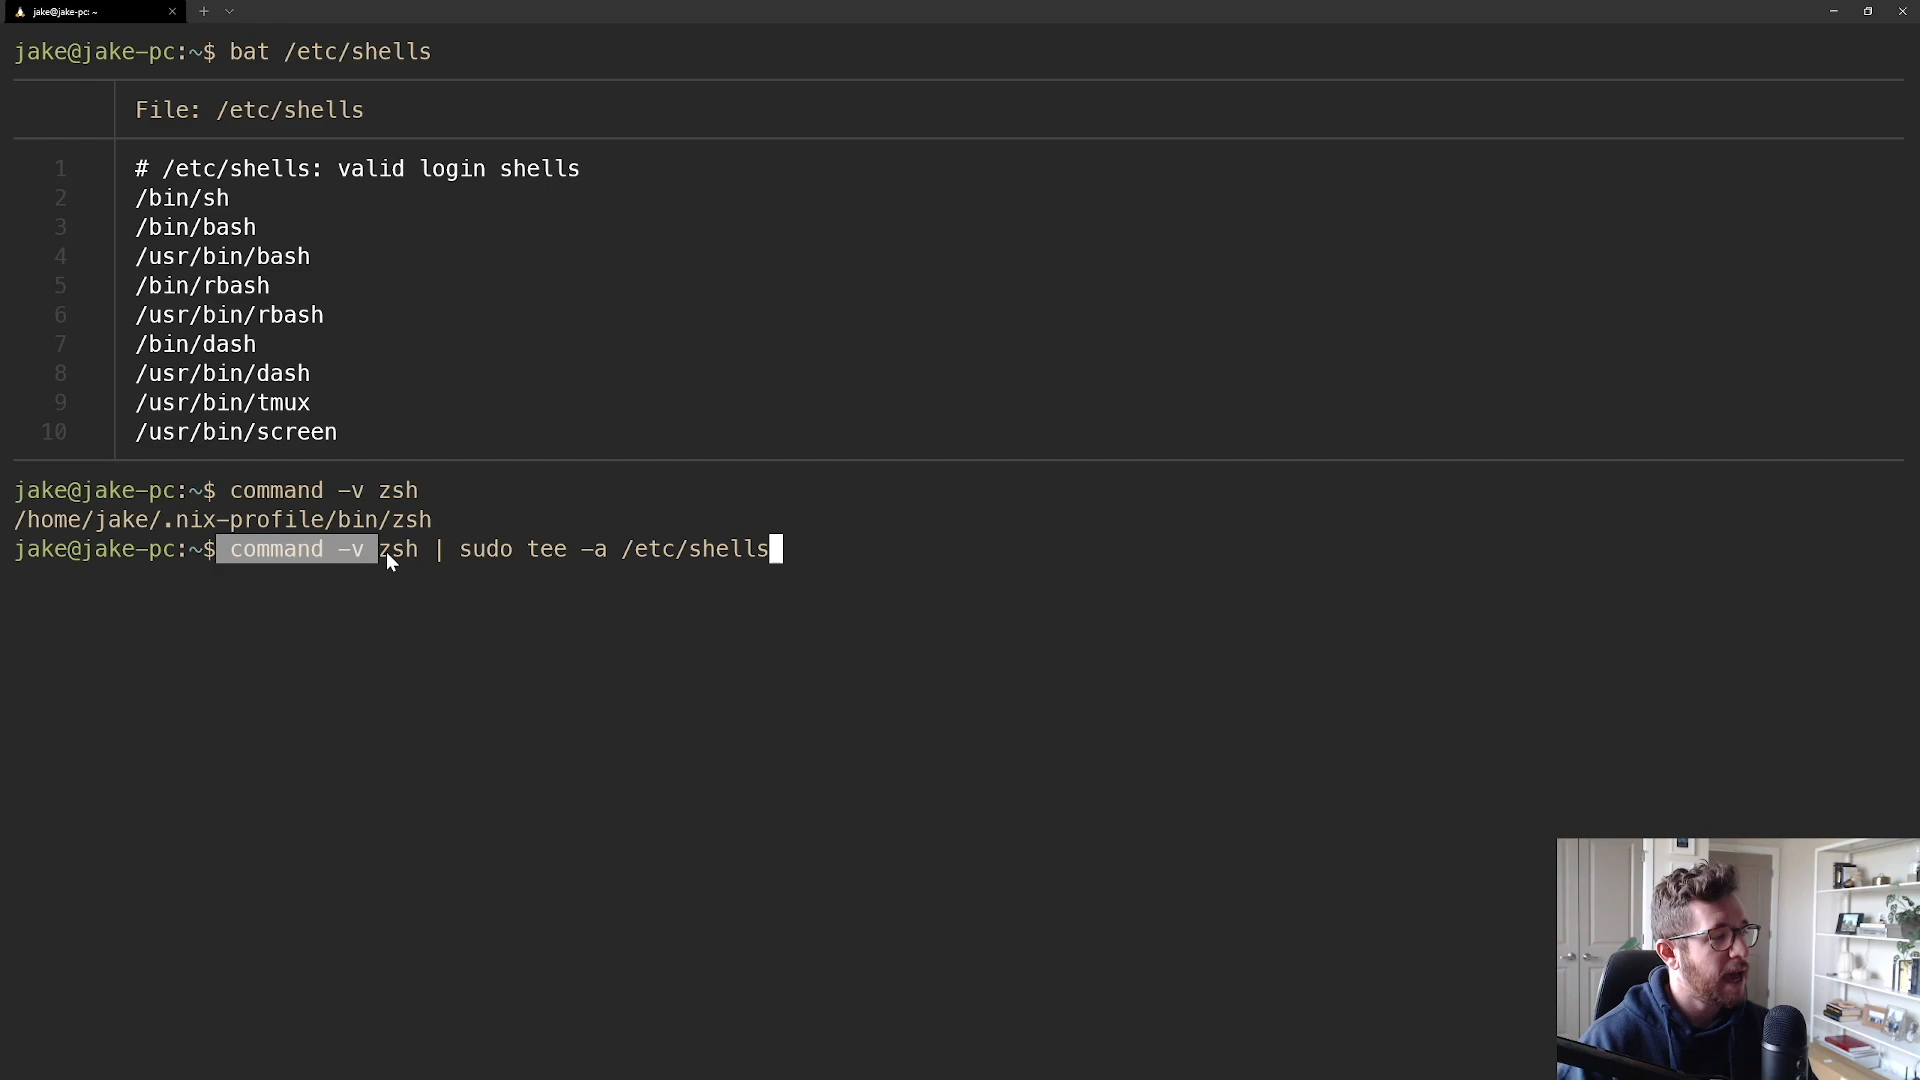 jake@jake-pc: ~
jake@jake-pc:~$ bat /etc/shells
File: /etc/shells
1 # /etc/shells: valid login shells
2 /bin/sh
3 /bin/bash
4 /usr/bin/bash
5 /bin/rbash
6 /usr/bin/rbash
7 /bin/dash
8 /usr/bin/dash
9 /usr/bin/tmux
10 /usr/bin/screen
jake@jake-pc:~$ command -v zsh
/home/jake/.nix-profile/bin/zsh
jake@jake-pc:~$ command -v zsh | sudo tee -a /etc/shells